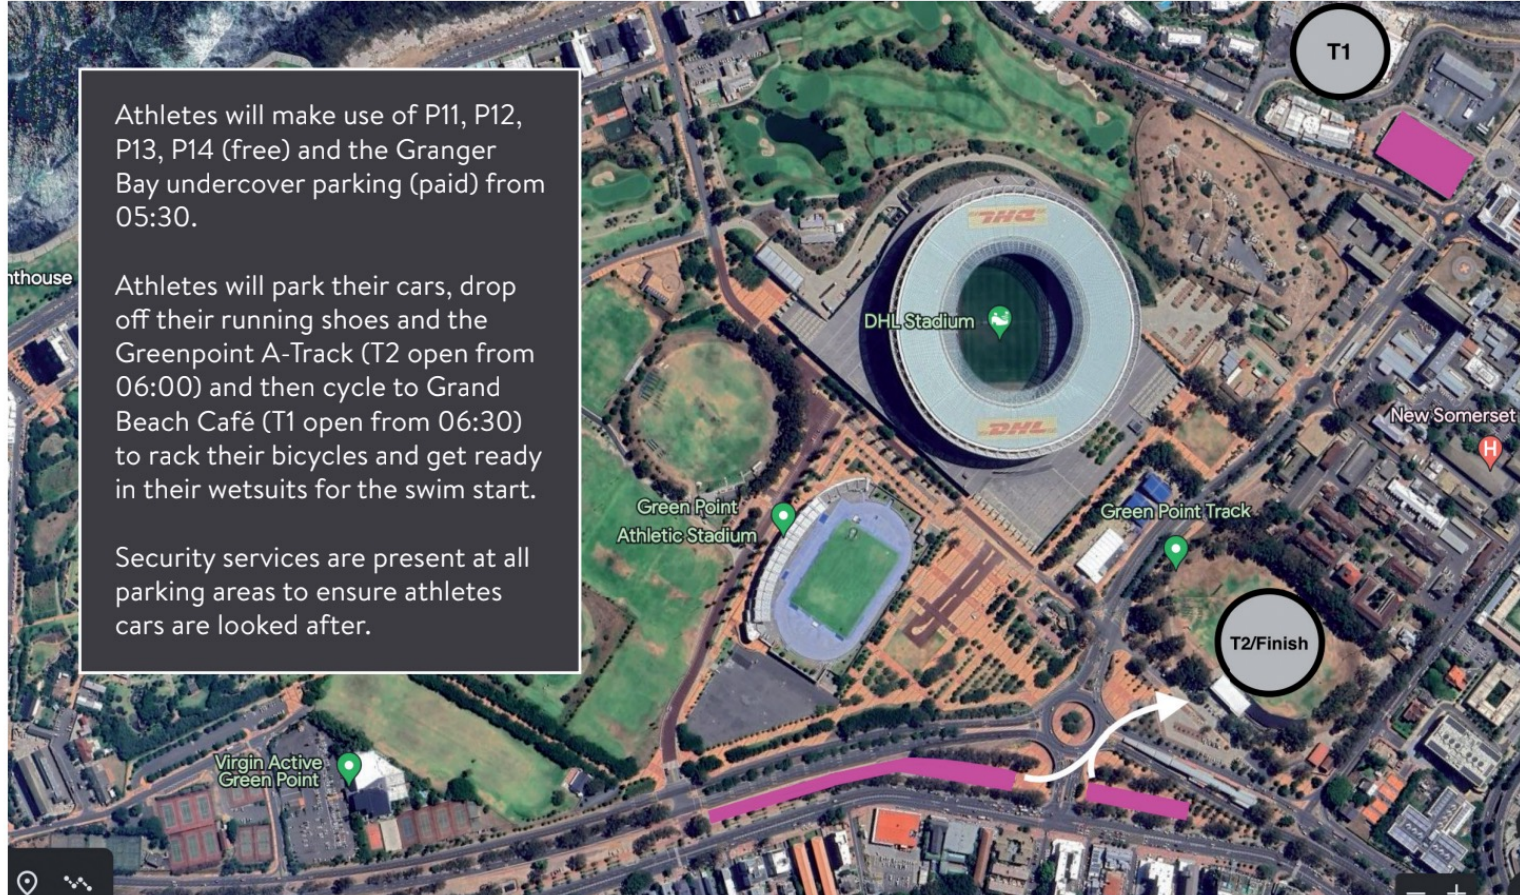 Athletes will make use of P11, P12,
P13, P14 (free) and the Granger
Bay undercover parking (paid) from
05:30.
Athletes will park their cars, drop
off their running shoes and the
Greenpoint A-Track (T2 open from
06:00) and then cycle to Grand
Beach Café (T1 open from 06:30)
to rack their bicycles and get ready
in their wetsuits for the swim start.
Security services are present at all
parking areas to ensure athletes
cars are looked after.
T1
nthouse
DHL
DHL Stadium
DHL
New Somerset
H
Green Point
Athletic Stadium
Green Point Track
T2/Finish
Virgin Active
Green Point